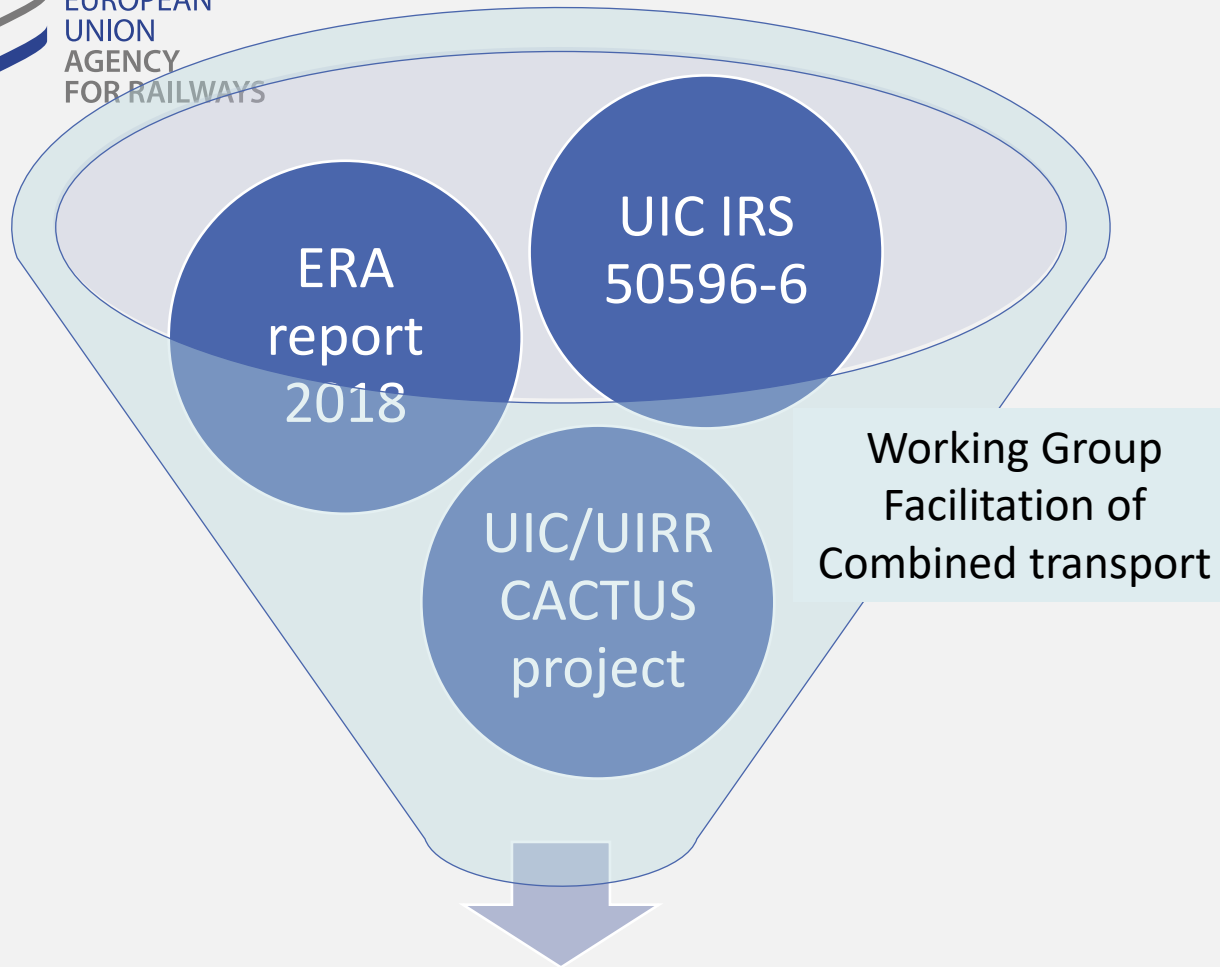 EUROPEAN
UNION
AGENCY
FOR RAILWAYS
ERA
report
2018
UIC IRS
50596-6
UIC/UIRR
CACTUS
project
Working Group
Facilitation of
Combined transport